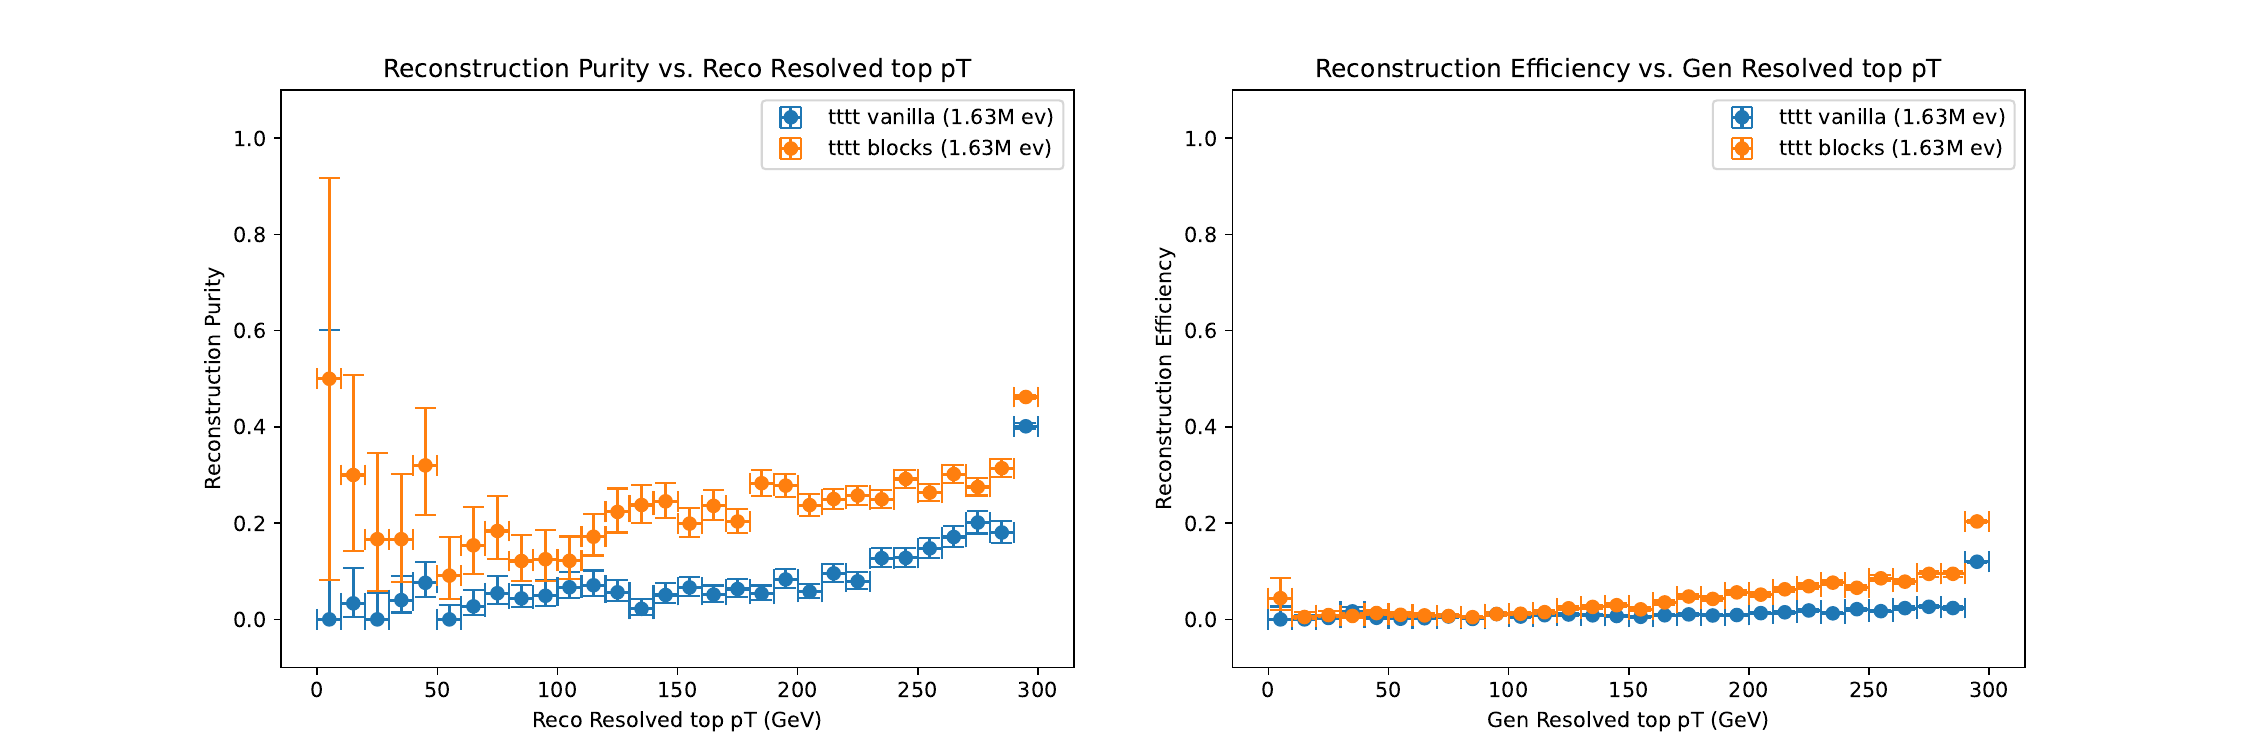 Reconstruction Purity vs. Reco Resolved top pT
tttt vanilla (1.63M ev)
tttt blocks (1.63M ev)
Reconstruction Purity
1.0
0.8
0.6
0.4
0.2
0.0
0 50 100 150 200 250 300
Reco Resolved top pT (GeV)
Reconstruction Efficiency vs. Gen Resolved top pT
tttt vanilla (1.63M ev)
tttt blocks (1.63M ev)
Reconstruction Efficiency
1.0
0.8
0.6
0.4
0.2
0.0
0 50 100 150 200 250 300
Gen Resolved top pT (GeV)